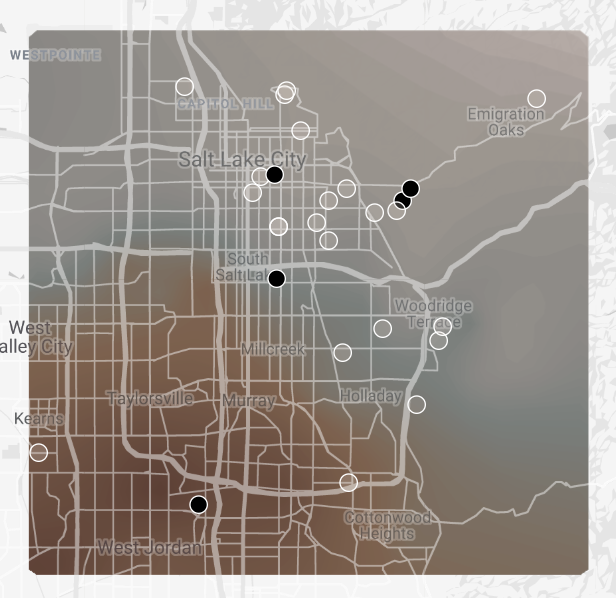 WESTPOINTE
CAPITOL HILL
Emigration
Oaks
Salt Lake City
South
Salt Lake
Woodridge
Terrace
West
alley City
Millcreek
Taylorsville
Murray
Holladay
Kearns
Cottonwood
Heights
West Jordan